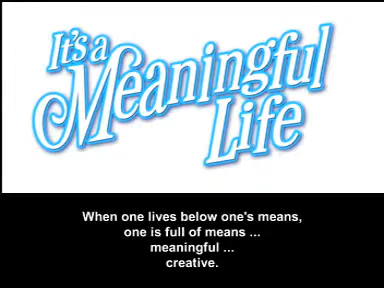 It's a
Meaningful
Life
When one lives below one's means,
one is full of means ...
meaningful ...
creative.